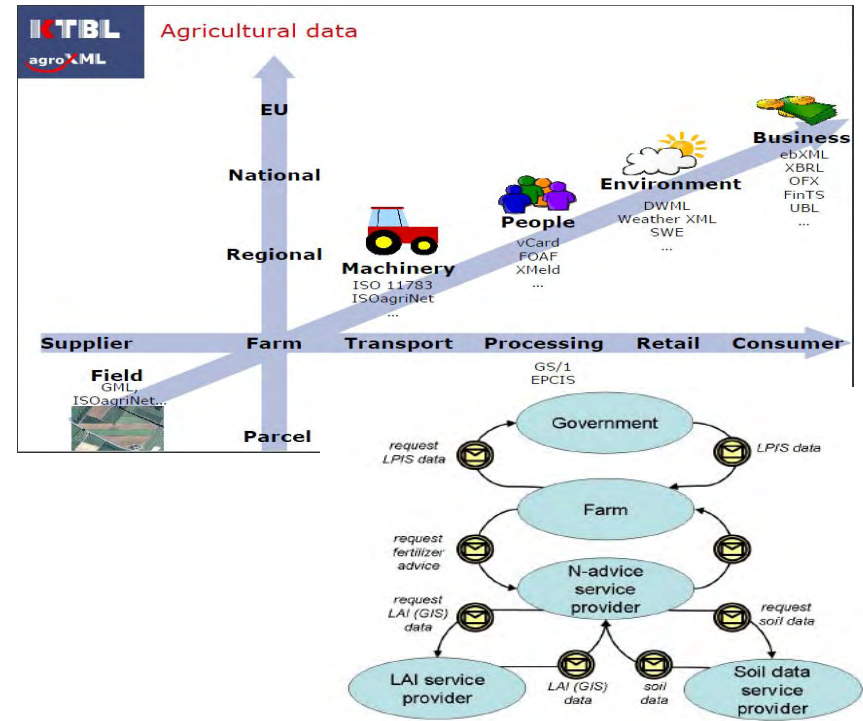 KTBL
agroXML
Agricultural data
EU
National
Regional
Business
ebXML
XBRL
OFX
FinTS
UBL
...
Environment
DWML
Weather XML
SWE
...
People
vCard
FOAF
XMeld
...
Machinery
ISO 11783
ISOagriNet
...
Supplier
Farm
Transport
Processing
Retail
Consumer
GS/1
EPCIS
Field
GML,
ISOagriNet...
Parcel
Government
request
LPIS data
LPIS data
Farm
request
fertilizer
advice
N-advice
service
provider
request
LAI (GIS)
data
request
soil data
LAI service
provider
LAI (GIS)
data
soil
data
Soil data
service
provider